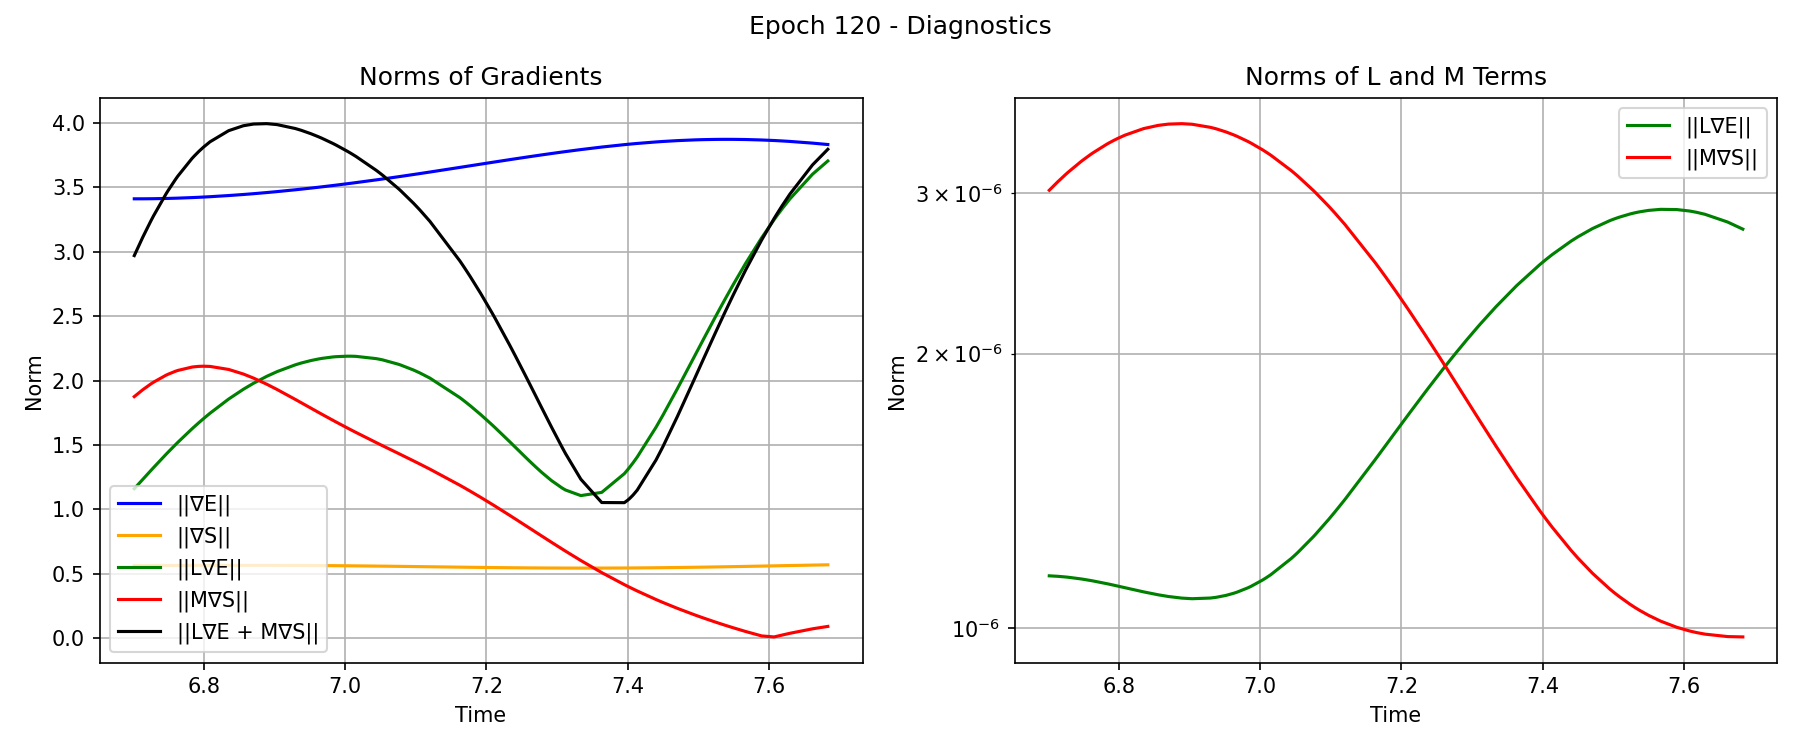 Epoch 120 - Diagnostics
Norms of Gradients
Norm
4.0
3.5
3.0
2.5
2.0
1.5
1.0
0.5
0.0
||∇E||
||∇S||
||L∇E||
||M∇S||
||L∇E + M∇S||
6.8 7.0 7.2 7.4 7.6
Time
Norms of L and M Terms
Norm
3 × 10⁻⁶
2 × 10⁻⁶
10⁻⁶
||L∇E||
||M∇S||
6.8 7.0 7.2 7.4 7.6
Time